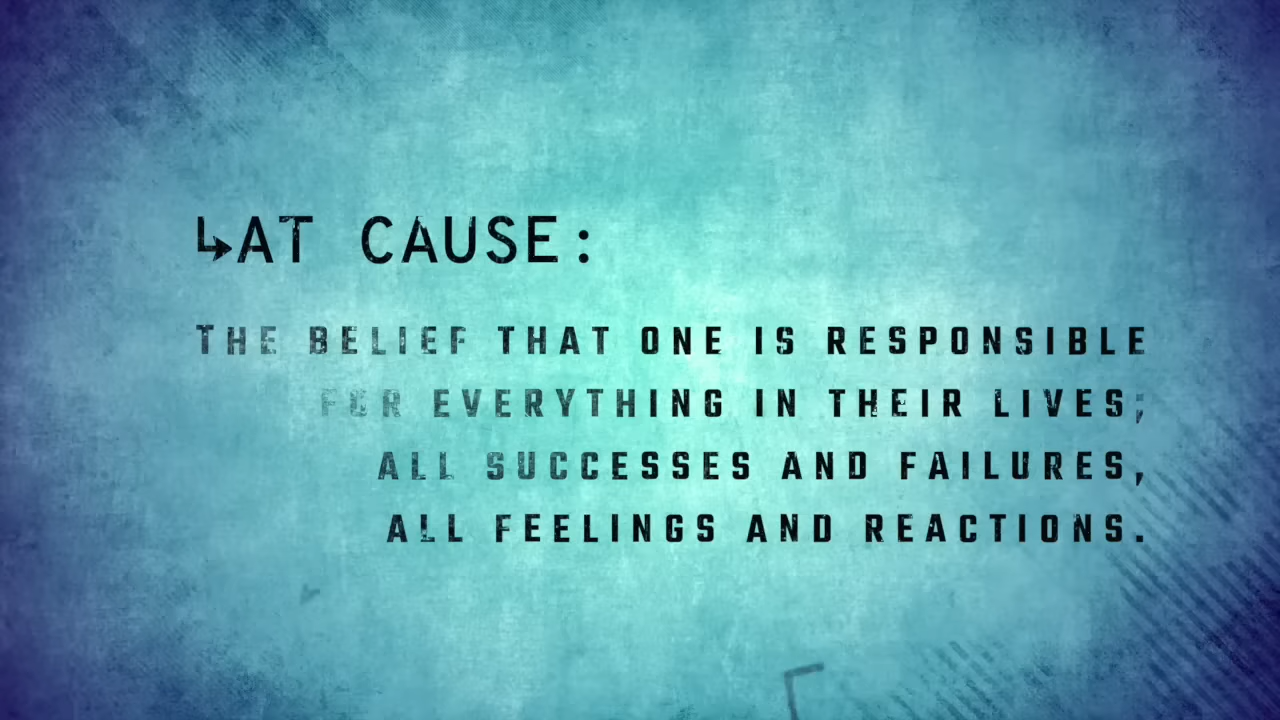 ↳AT CAUSE:
THE BELIEF THAT ONE IS RESPONSIBLE
FOR EVERYTHING IN THEIR LIVES;
ALL SUCCESSES AND FAILURES,
ALL FEELINGS AND REACTIONS.